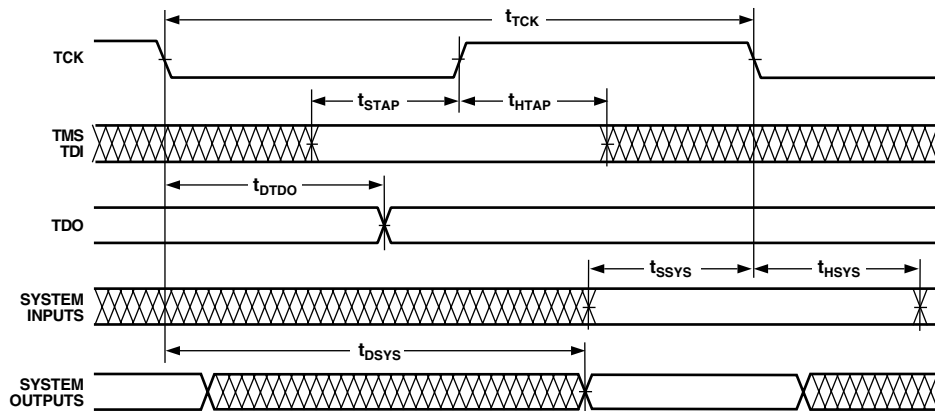 tTCK
TCK
tSTAP
tHTAP
TMS
TDI
tDTDO
TDO
tSSYS
tHSYS
SYSTEM
INPUTS
tDSYS
SYSTEM
OUTPUTS